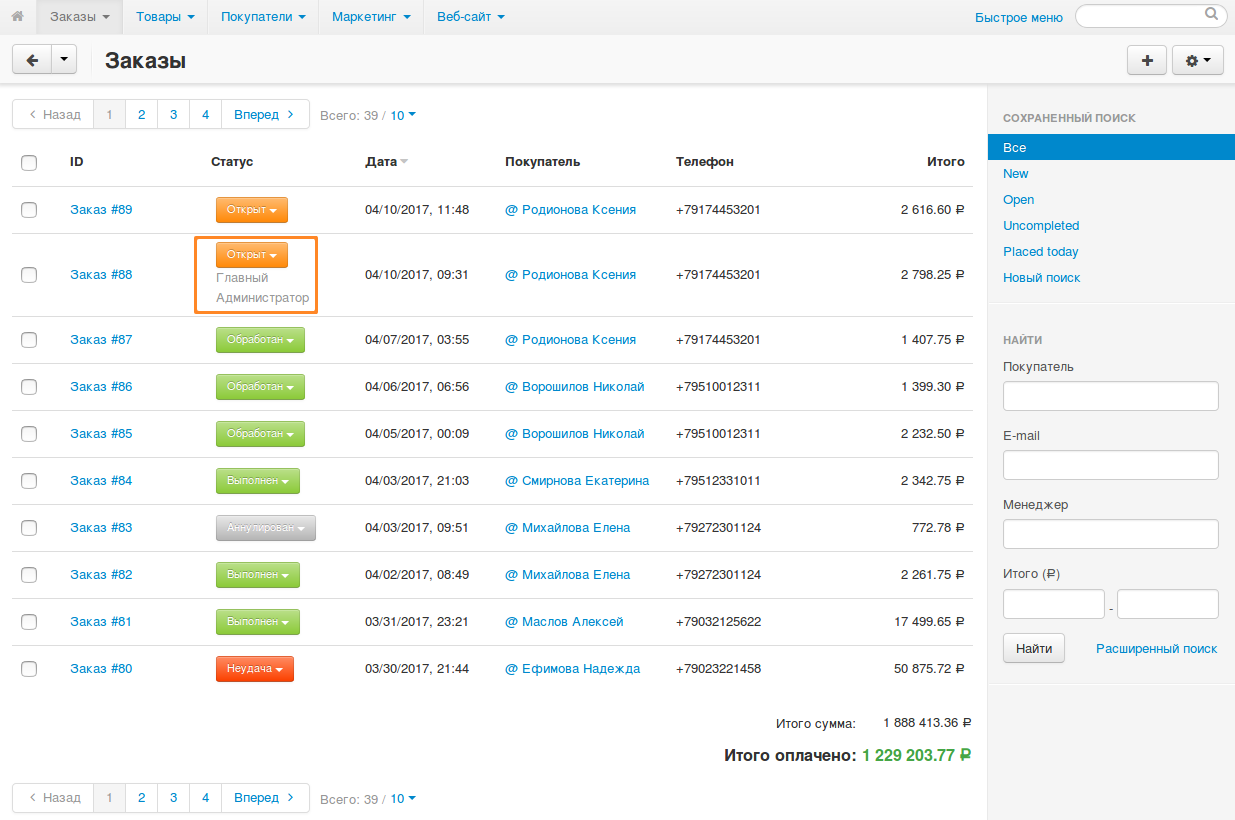 Заказы Товары Покупатели Маркетинг Веб-сайт Быстрое меню
Заказы
Назад 1 2 3 4 Вперед Всего: 39 / 10
ID Статус Дата Покупатель Телефон Итого
Заказ #89 Открыт 04/10/2017, 11:48 @ Родионова Ксения +79174453201 2 616.60 ₽
Заказ #88 Открыт 04/10/2017, 09:31 @ Родионова Ксения +79174453201 2 798.25 ₽
Главный
Администратор
Заказ #87 Обработан 04/07/2017, 03:55 @ Родионова Ксения +79174453201 1 407.75 ₽
Заказ #86 Обработан 04/06/2017, 06:56 @ Ворошилов Николай +79510012311 1 399.30 ₽
Заказ #85 Обработан 04/05/2017, 00:09 @ Ворошилов Николай +79510012311 2 232.50 ₽
Заказ #84 Выполнен 04/03/2017, 21:03 @ Смирнова Екатерина +79512331011 2 342.75 ₽
Заказ #83 Аннулирован 04/03/2017, 09:51 @ Михайлова Елена +79272301124 772.78 ₽
Заказ #82 Выполнен 04/02/2017, 08:49 @ Михайлова Елена +79272301124 2 261.75 ₽
Заказ #81 Выполнен 03/31/2017, 23:21 @ Маслов Алексей +79032125622 17 499.65 ₽
Заказ #80 Неудача 03/30/2017, 21:44 @ Ефимова Надежда +79023221458 50 875.72 ₽
Итого сумма: 1 888 413.36 ₽
Итого оплачено: 1 229 203.77 ₽
Назад 1 2 3 4 Вперед Всего: 39 / 10
СОХРАНЕННЫЙ ПОИСК
Все
New
Open
Uncompleted
Placed today
Новый поиск
НАЙТИ
Покупатель
E-mail
Менеджер
Итого (₽)
-
Найти Расширенный поиск